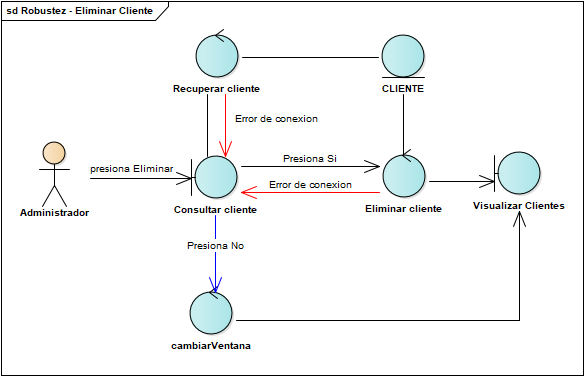 sd Robustez - Eliminar Cliente
Recuperar cliente
CLIENTE
Error de conexion
Presiona Si
presiona Eliminar
Error de conexion
Administrador
Consultar cliente
Eliminar cliente
Visualizar Clientes
Presiona No
cambiarVentana